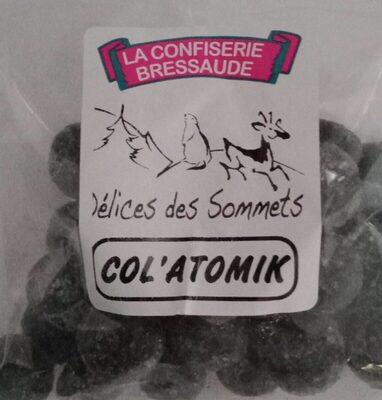 LA CONFISERIE
BRESSAUDE
Délices des Sommets
COL'ATOMIK